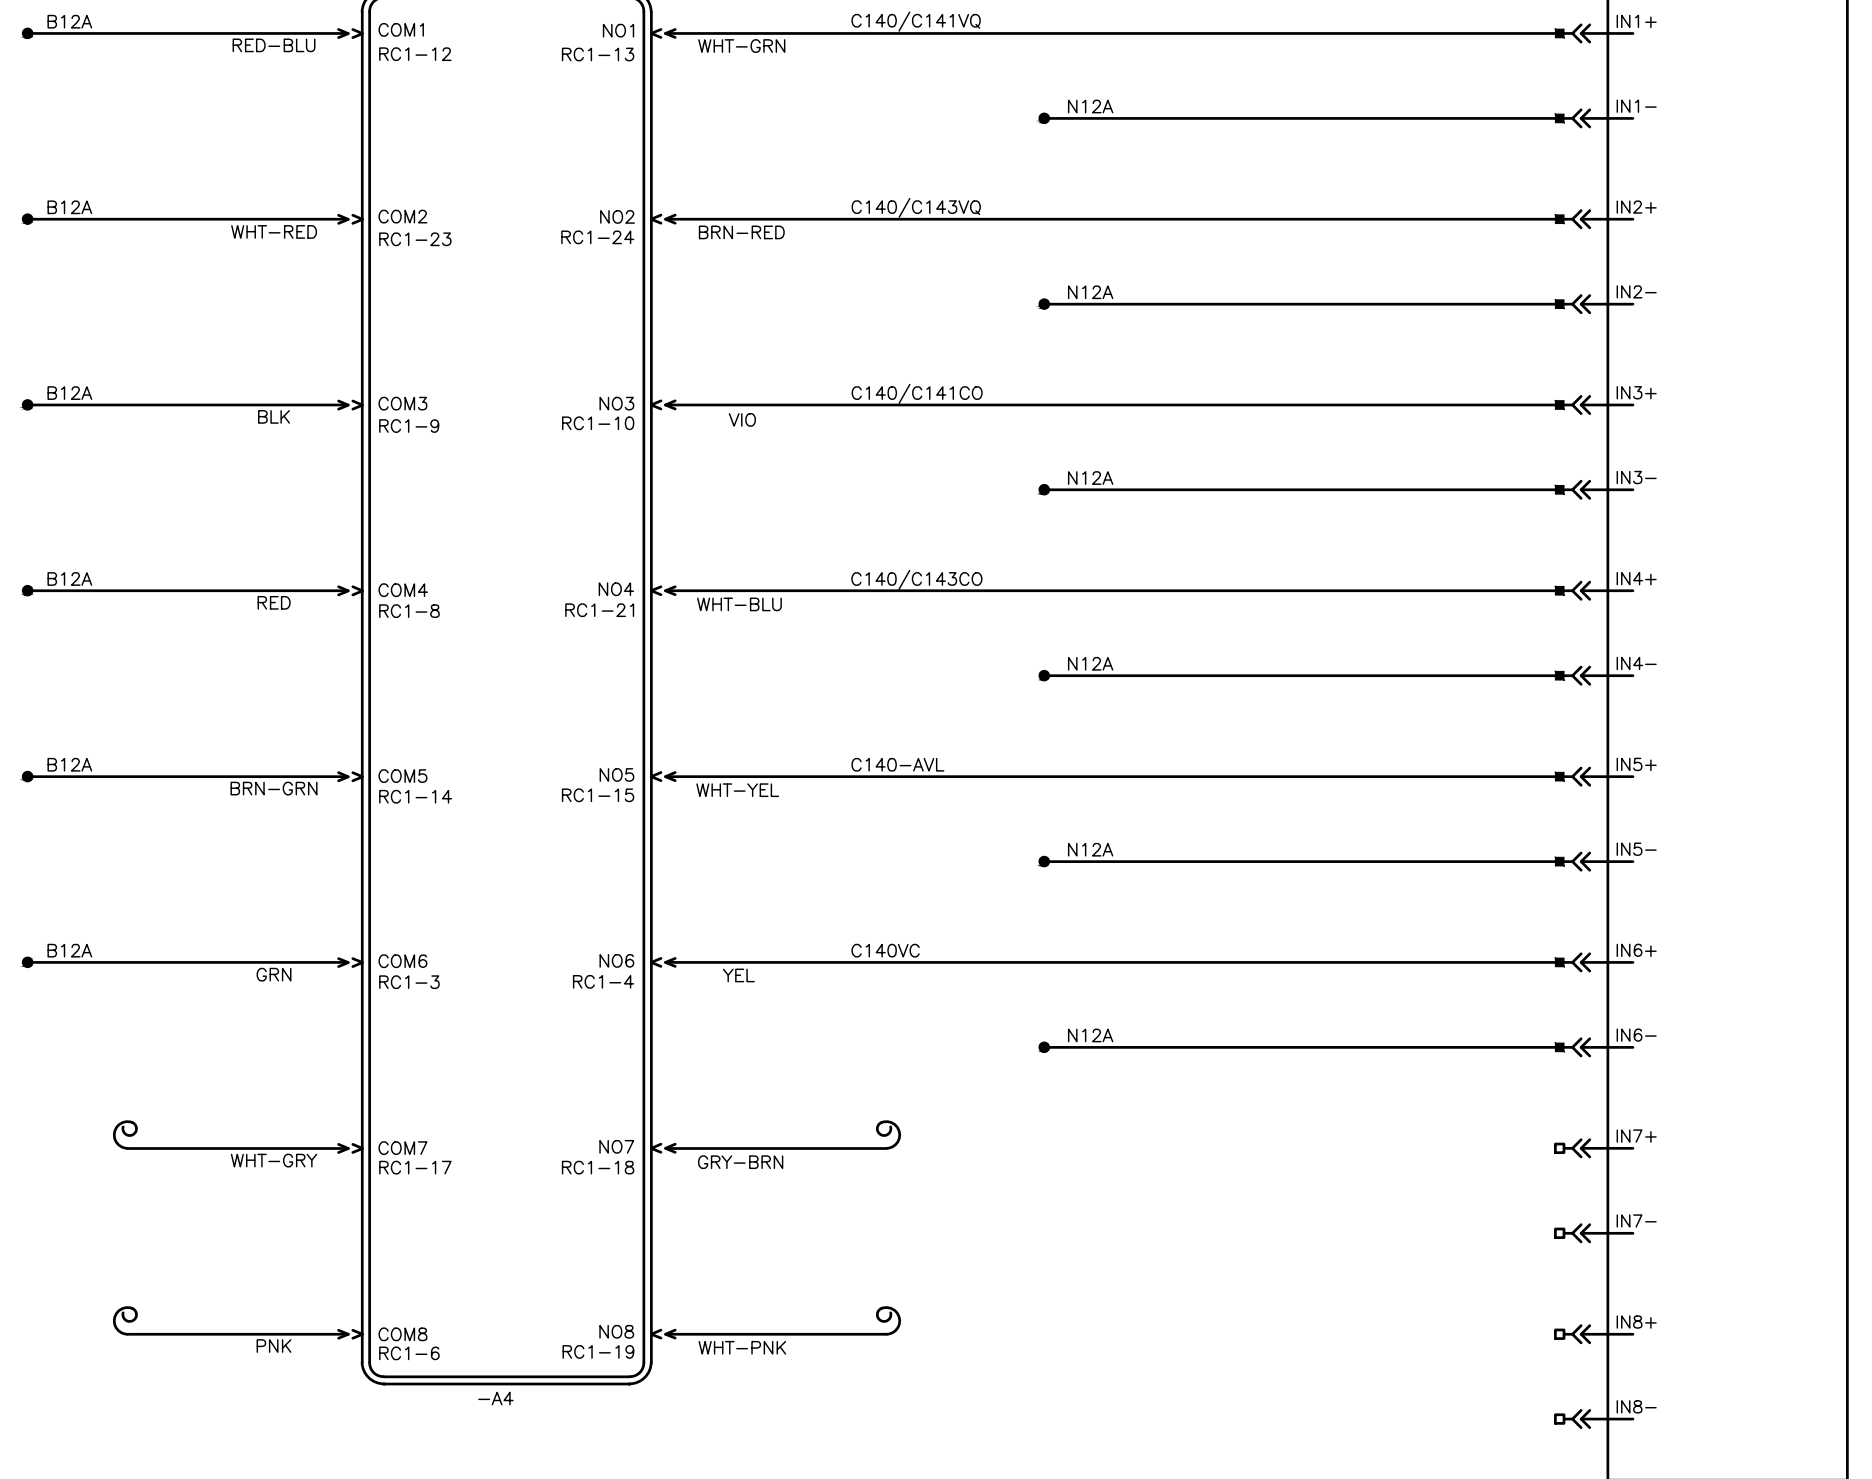 B12A
RED-BLU
COM1
RC1-12
NO1
RC1-13
C140/C141VQ
WHT-GRN
IN1+
N12A
IN1-
B12A
WHT-RED
COM2
RC1-23
NO2
RC1-24
C140/C143VQ
BRN-RED
IN2+
N12A
IN2-
B12A
BLK
COM3
RC1-9
NO3
RC1-10
C140/C141CO
VIO
IN3+
N12A
IN3-
B12A
RED
COM4
RC1-8
NO4
RC1-21
C140/C143CO
WHT-BLU
IN4+
N12A
IN4-
B12A
BRN-GRN
COM5
RC1-14
NO5
RC1-15
C140-AVL
WHT-YEL
IN5+
N12A
IN5-
B12A
GRN
COM6
RC1-3
NO6
RC1-4
C140VC
YEL
IN6+
N12A
IN6-
WHT-GRY
COM7
RC1-17
NO7
RC1-18
GRY-BRN
IN7+
IN7-
PNK
COM8
RC1-6
NO8
RC1-19
WHT-PNK
IN8+
-A4
IN8-